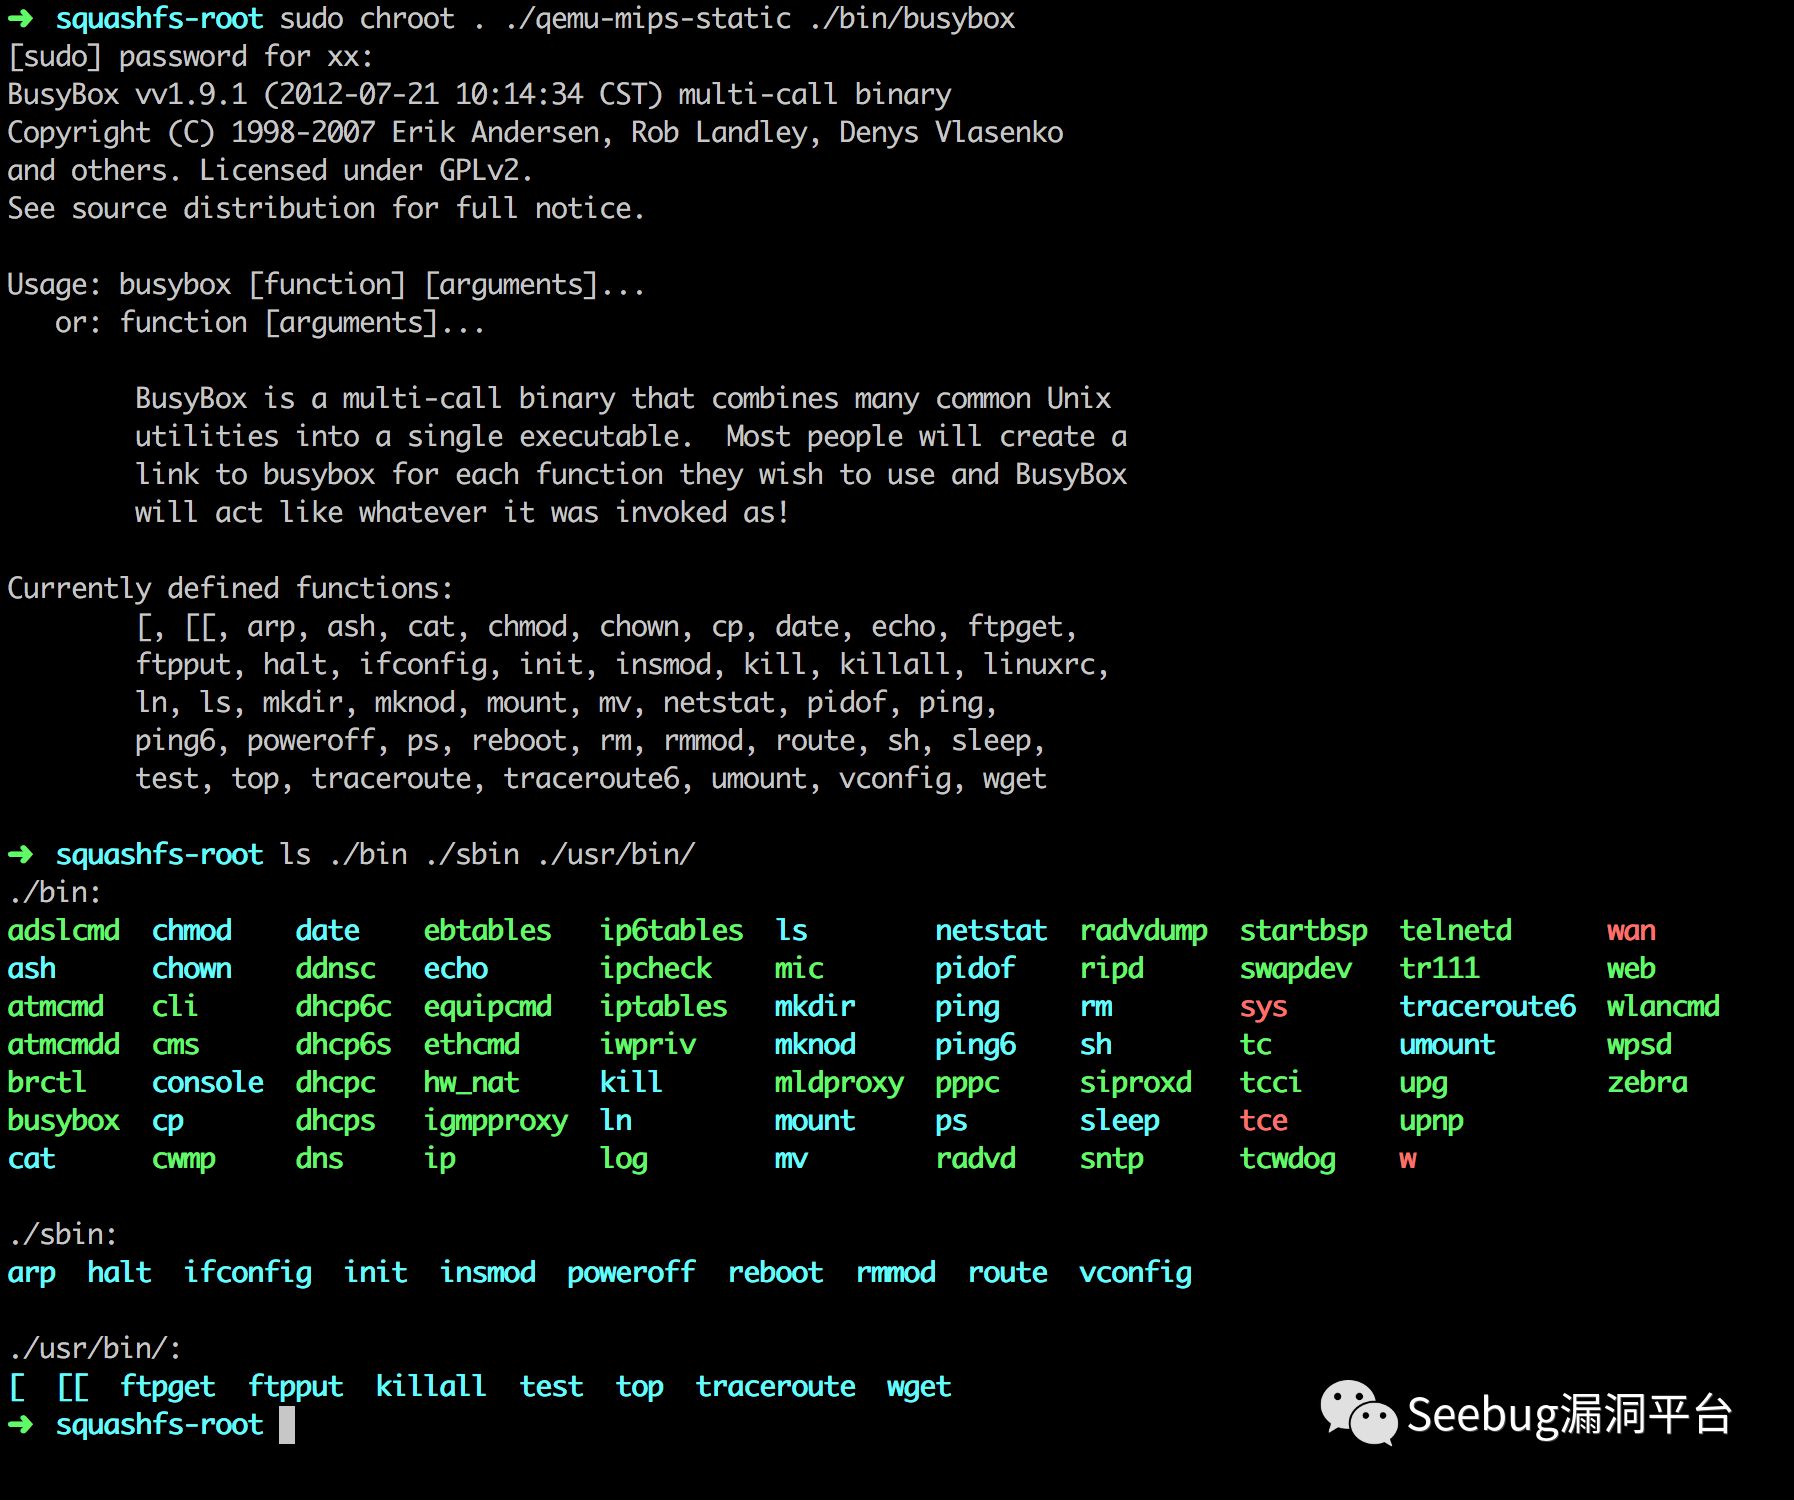 ➜ squashfs-root sudo chroot . ./qemu-mips-static ./bin/busybox
[sudo] password for xx:
BusyBox vv1.9.1 (2012-07-21 10:14:34 CST) multi-call binary
Copyright (C) 1998-2007 Erik Andersen, Rob Landley, Denys Vlasenko
and others. Licensed under GPLv2.
See source distribution for full notice.
Usage: busybox [function] [arguments]...
or: function [arguments]...
BusyBox is a multi-call binary that combines many common Unix
utilities into a single executable.  Most people will create a
link to busybox for each function they wish to use and BusyBox
will act like whatever it was invoked as!
Currently defined functions:
[, [[, arp, ash, cat, chmod, chown, cp, date, echo, ftpget,
ftpput, halt, ifconfig, init, insmod, kill, killall, linuxrc,
ln, ls, mkdir, mknod, mount, mv, netstat, pidof, ping,
ping6, poweroff, ps, reboot, rm, rmmod, route, sh, sleep,
test, top, traceroute, traceroute6, umount, vconfig, wget
➜ squashfs-root ls ./bin ./sbin ./usr/bin/
./bin:
adslcmd chmod date ebtables ip6tables ls netstat radvdump startbsp telnetd wan
ash chown ddnsc echo ipcheck mic pidof ripd swapdev tr111 web
atmcmd cli dhcp6c equipcmd iptables mkdir ping rm sys traceroute6 wlancmd
atmcmdd cms dhcp6s ethcmd iwpriv mknod ping6 sh tc umount wpsd
brctl console dhcpc hw_nat kill mldproxy pppc siproxd tcci upg zebra
busybox cp dhcps igmpproxy ln mount ps sleep tce upnp
cat cwmp dns ip log mv radvd sntp tcwdog w
./sbin:
arp halt ifconfig init insmod poweroff reboot rmmod route vconfig
./usr/bin/:
[ [[ ftpget ftpput killall test top traceroute wget
➜ squashfs-root
Seebug漏洞平台